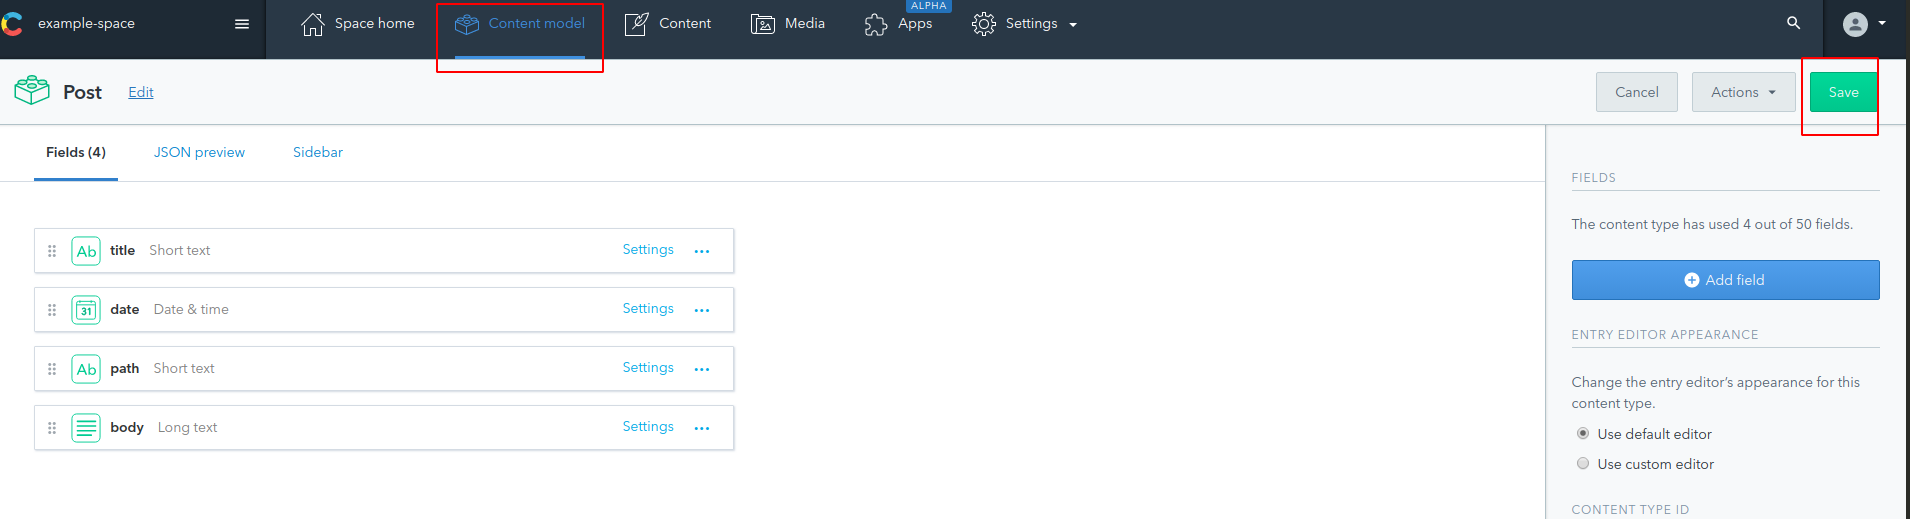 ALPHA
example-space Space home Content model Content Media Apps Settings
Post Edit Cancel Actions Save
Fields (4) JSON preview Sidebar
Ab title Short text Settings
31 date Date & time Settings
Ab path Short text Settings
body Long text Settings
FIELDS
The content type has used 4 out of 50 fields.
Add field
ENTRY EDITOR APPEARANCE
Change the entry editor’s appearance for this
content type.
Use default editor
Use custom editor
CONTENT TYPE ID